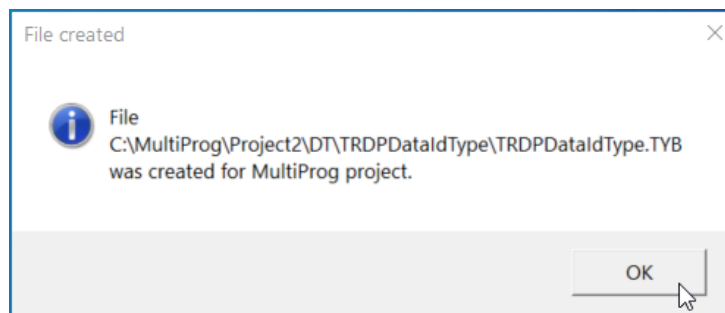 File created
File
C:\MultiProg\Project2\DT\TRDPDataIdType\TRDPDataIdType.TYB
was created for MultiProg project.
OK